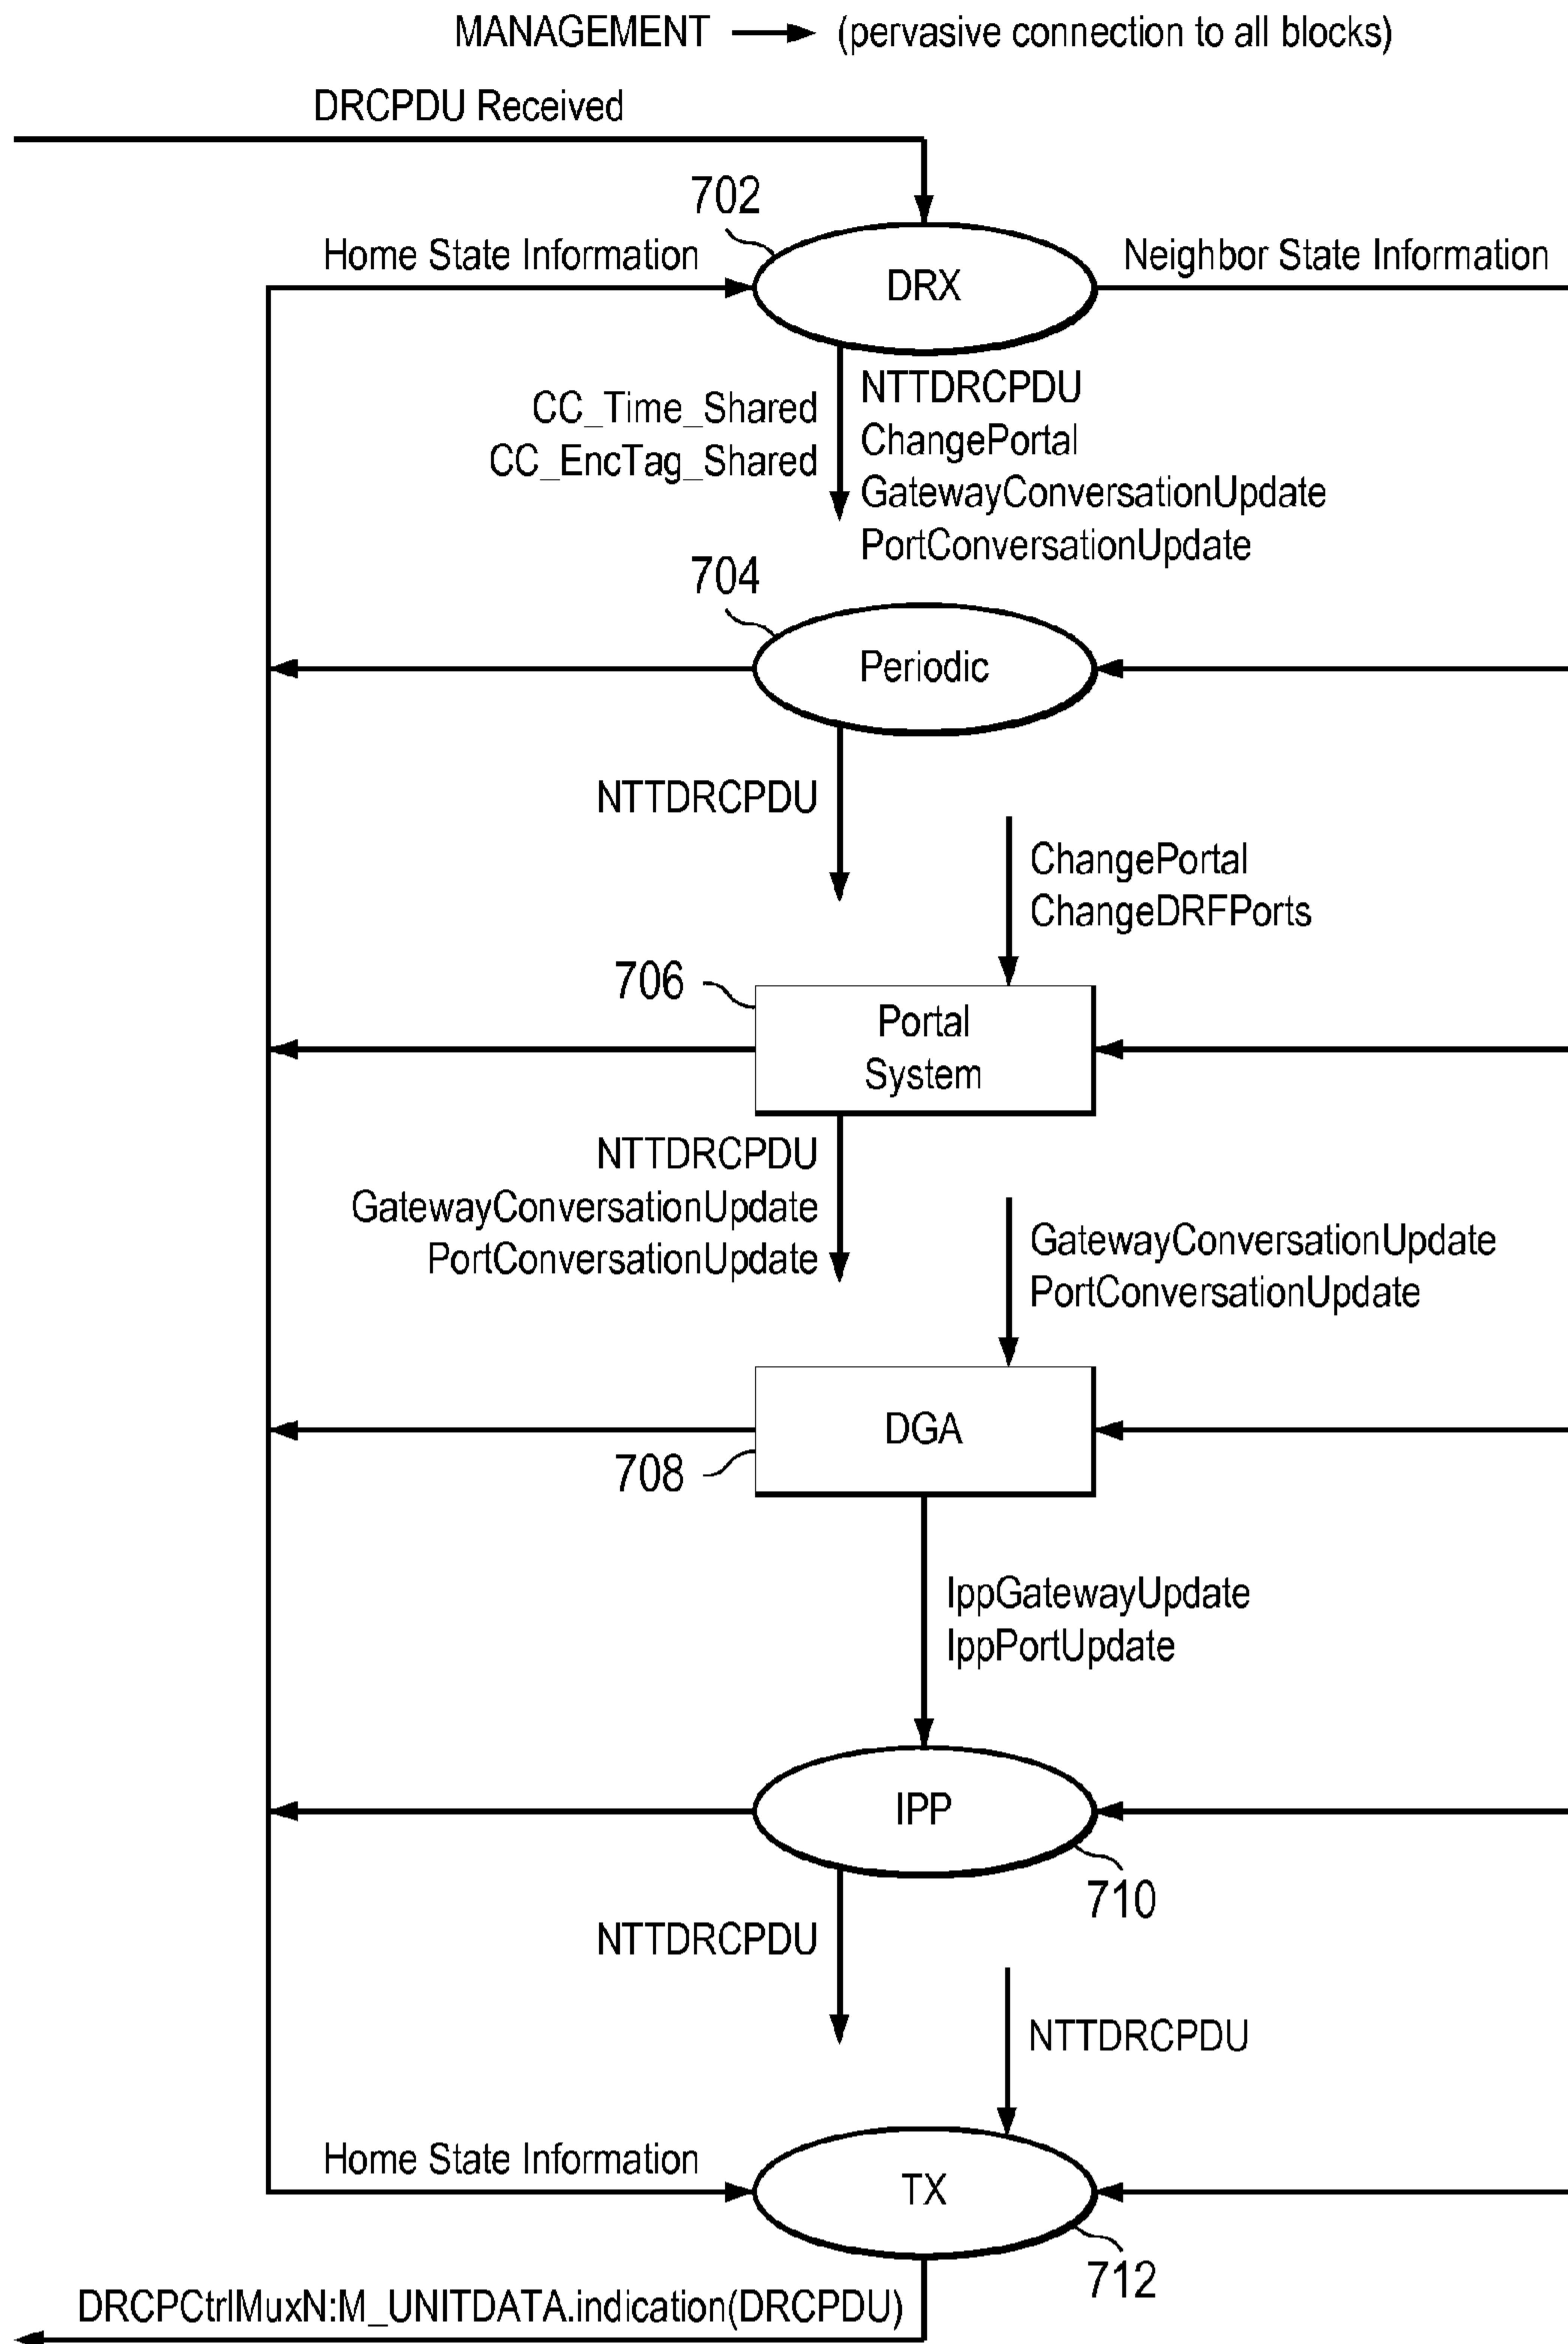 MANAGEMENT (pervasive connection to all blocks)
DRCPDU Received
702
Home State Information
DRX
Neighbor State Information
CC_Time_Shared
CC_EncTag_Shared
NTTDRCPDU
ChangePortal
GatewayConversationUpdate
PortConversationUpdate
704
Periodic
NTTDRCPDU
ChangePortal
ChangeDRFPorts
706
Portal
System
NTTDRCPDU
GatewayConversationUpdate
PortConversationUpdate
GatewayConversationUpdate
PortConversationUpdate
DGA
708
IppGatewayUpdate
IppPortUpdate
IPP
710
NTTDRCPDU
NTTDRCPDU
Home State Information
TX
712
DRCPCtrlMuxN:M_UNITDATA.indication(DRCPDU)